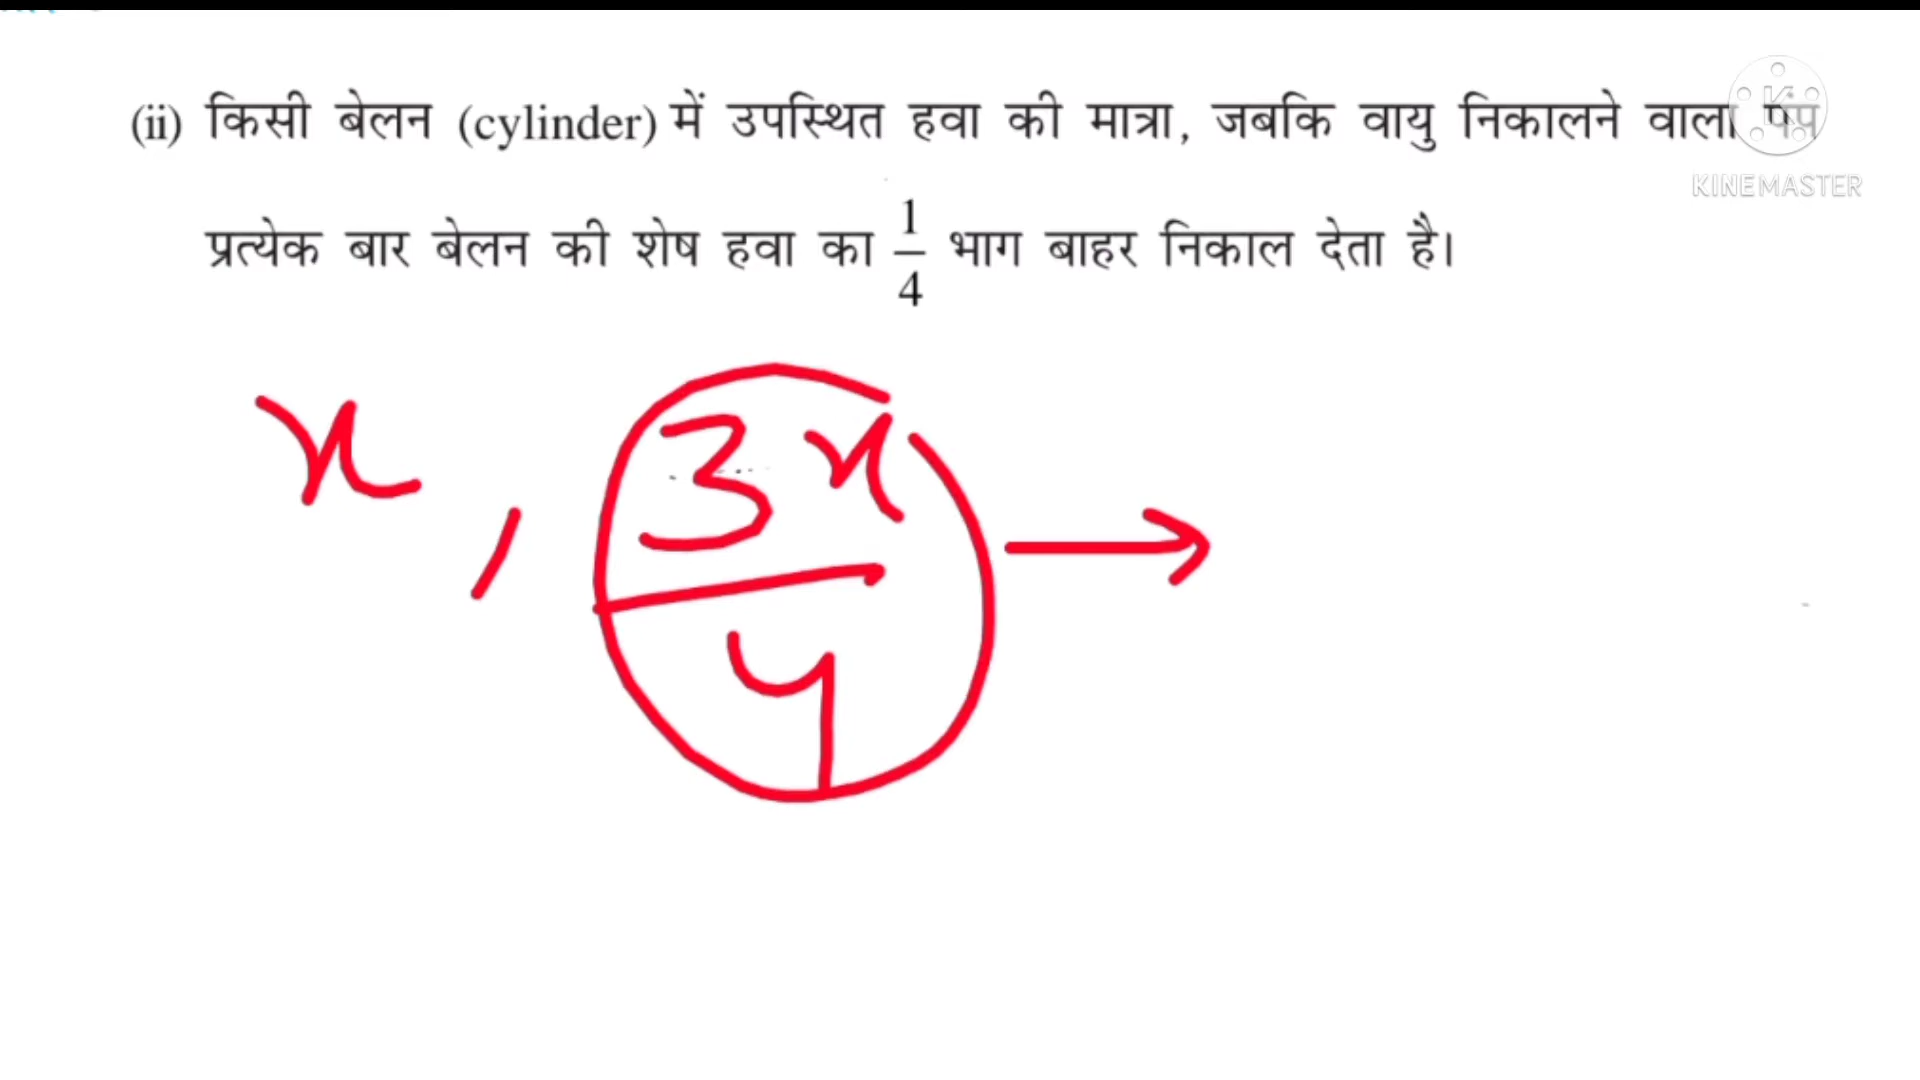 (ii) किसी बेलन (cylinder) में उपस्थित हवा की मात्रा, जबकि वायु निकालने वाला पंप
KINEMASTER
प्रत्येक बार बेलन की शेष हवा का 1/4 भाग बाहर निकाल देता है।
x, 3x/4 →